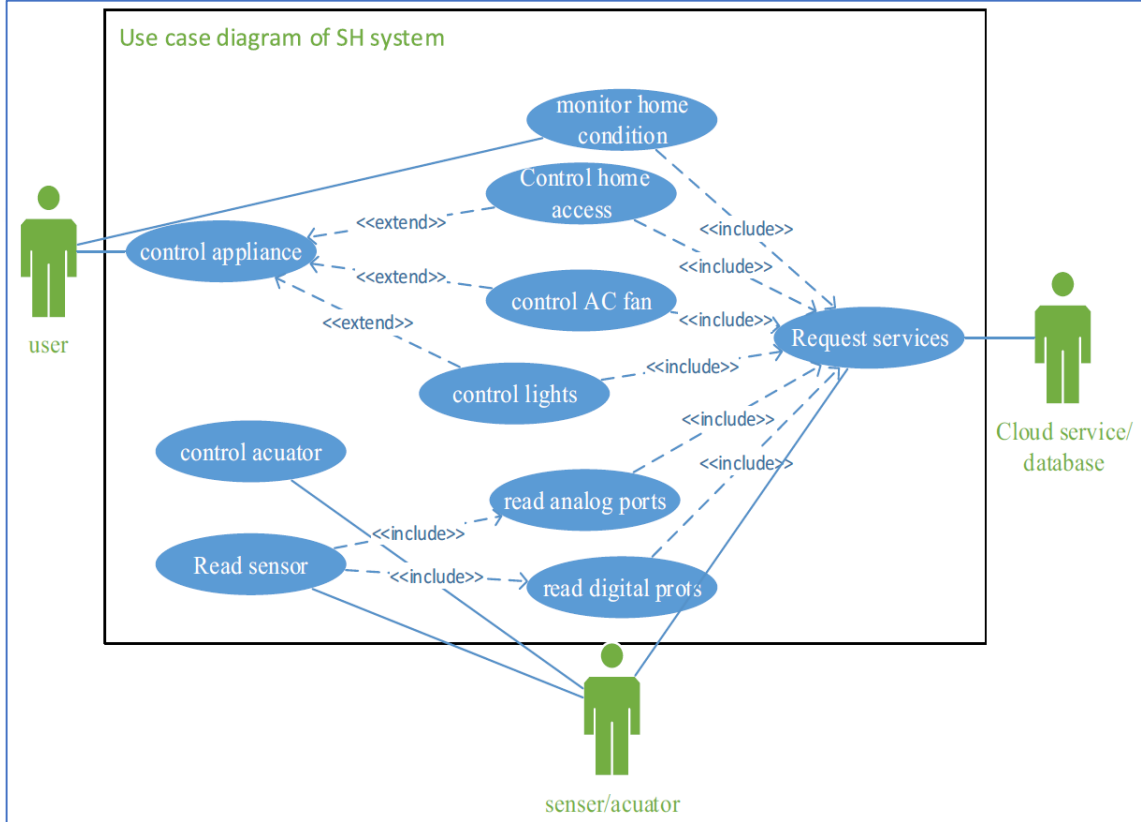 Use case diagram of SH system
monitor home
condition
Control home
access
<<include>>
<<extend>>
control appliance
<<include>>
<<extend>>
control AC fan
<<include>>
<<extend>>
Request services
user
<<include>>
control lights
<<include>>
Cloud service/
database
control acuator
<<include>>
read analog ports
<<include>>
Read sensor
<<include>>
read digital prots
senser/acuator